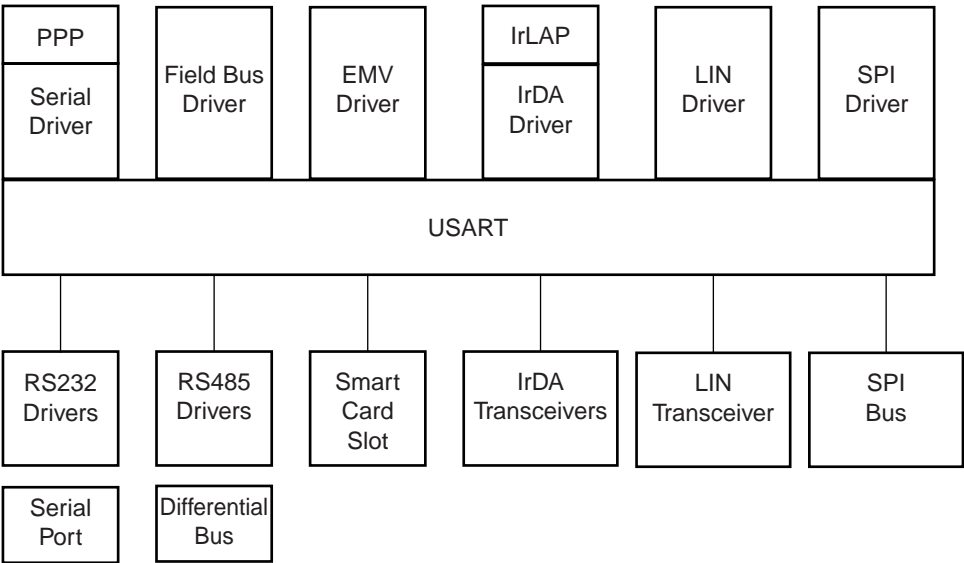 PPP
Serial
Driver
Field Bus
Driver
EMV
Driver
IrLAP
IrDA
Driver
LIN
Driver
SPI
Driver
USART
RS232
Drivers
RS485
Drivers
Smart
Card
Slot
IrDA
Transceivers
LIN
Transceiver
SPI
Bus
Serial
Port
Differential
Bus